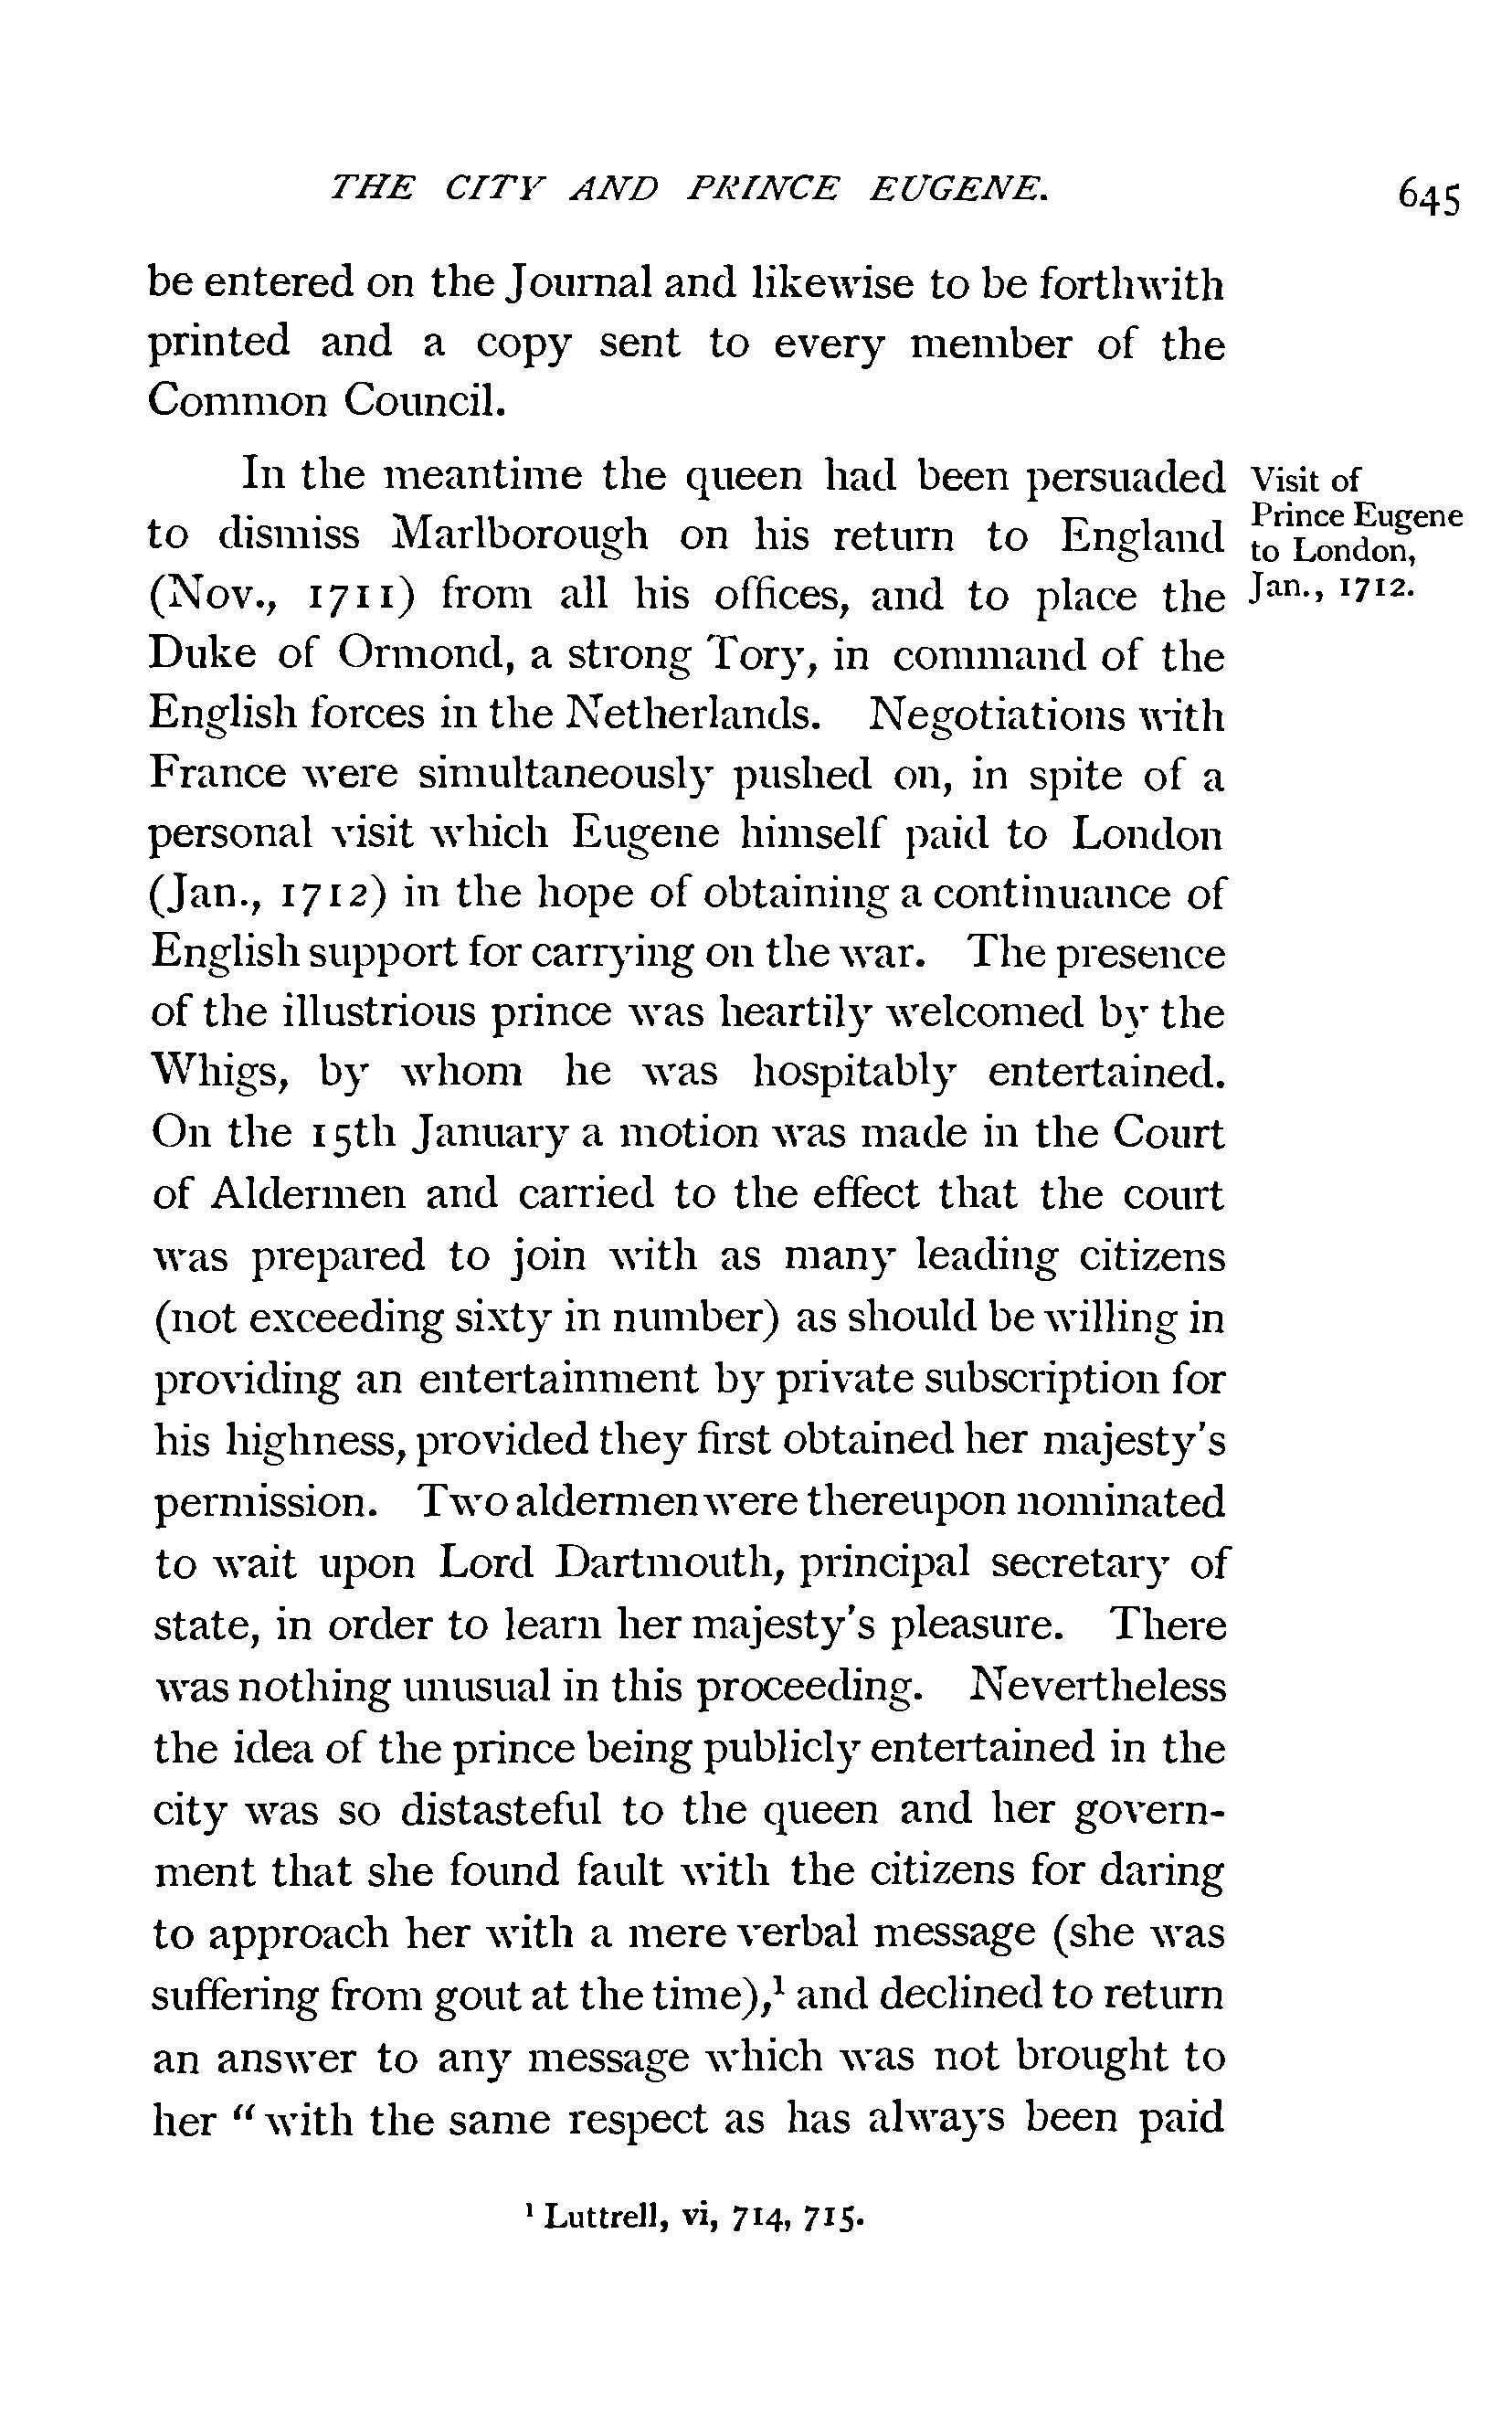 THE CITY AND PRINCE EUGENE. 645
be entered on the Journal and likewise to be forthwith
printed and a copy sent to every member of the
Common Council.
In the meantime the queen had been persuaded
to dismiss Marlborough on his return to England
(Nov., 1711) from all his offices, and to place the
Duke of Ormond, a strong Tory, in command of the
English forces in the Netherlands. Negotiations with
France were simultaneously pushed on, in spite of a
personal visit which Eugene himself paid to London
(Jan., 1712) in the hope of obtaining a continuance of
English support for carrying on the war. The presence
of the illustrious prince was heartily welcomed by the
Whigs, by whom he was hospitably entertained.
On the 15th January a motion was made in the Court
of Aldermen and carried to the effect that the court
was prepared to join with as many leading citizens
(not exceeding sixty in number) as should be willing in
providing an entertainment by private subscription for
his highness, provided they first obtained her majesty's
permission. Two aldermen were thereupon nominated
to wait upon Lord Dartmouth, principal secretary of
state, in order to learn her majesty's pleasure. There
was nothing unusual in this proceeding. Nevertheless
the idea of the prince being publicly entertained in the
city was so distasteful to the queen and her govern-
ment that she found fault with the citizens for daring
to approach her with a mere verbal message (she was
suffering from gout at the time),¹ and declined to return
an answer to any message which was not brought to
her "with the same respect as has always been paid
Visit of
Prince Eugene
to London,
Jan., 1712.
¹ Luttrell, vi, 714, 715.